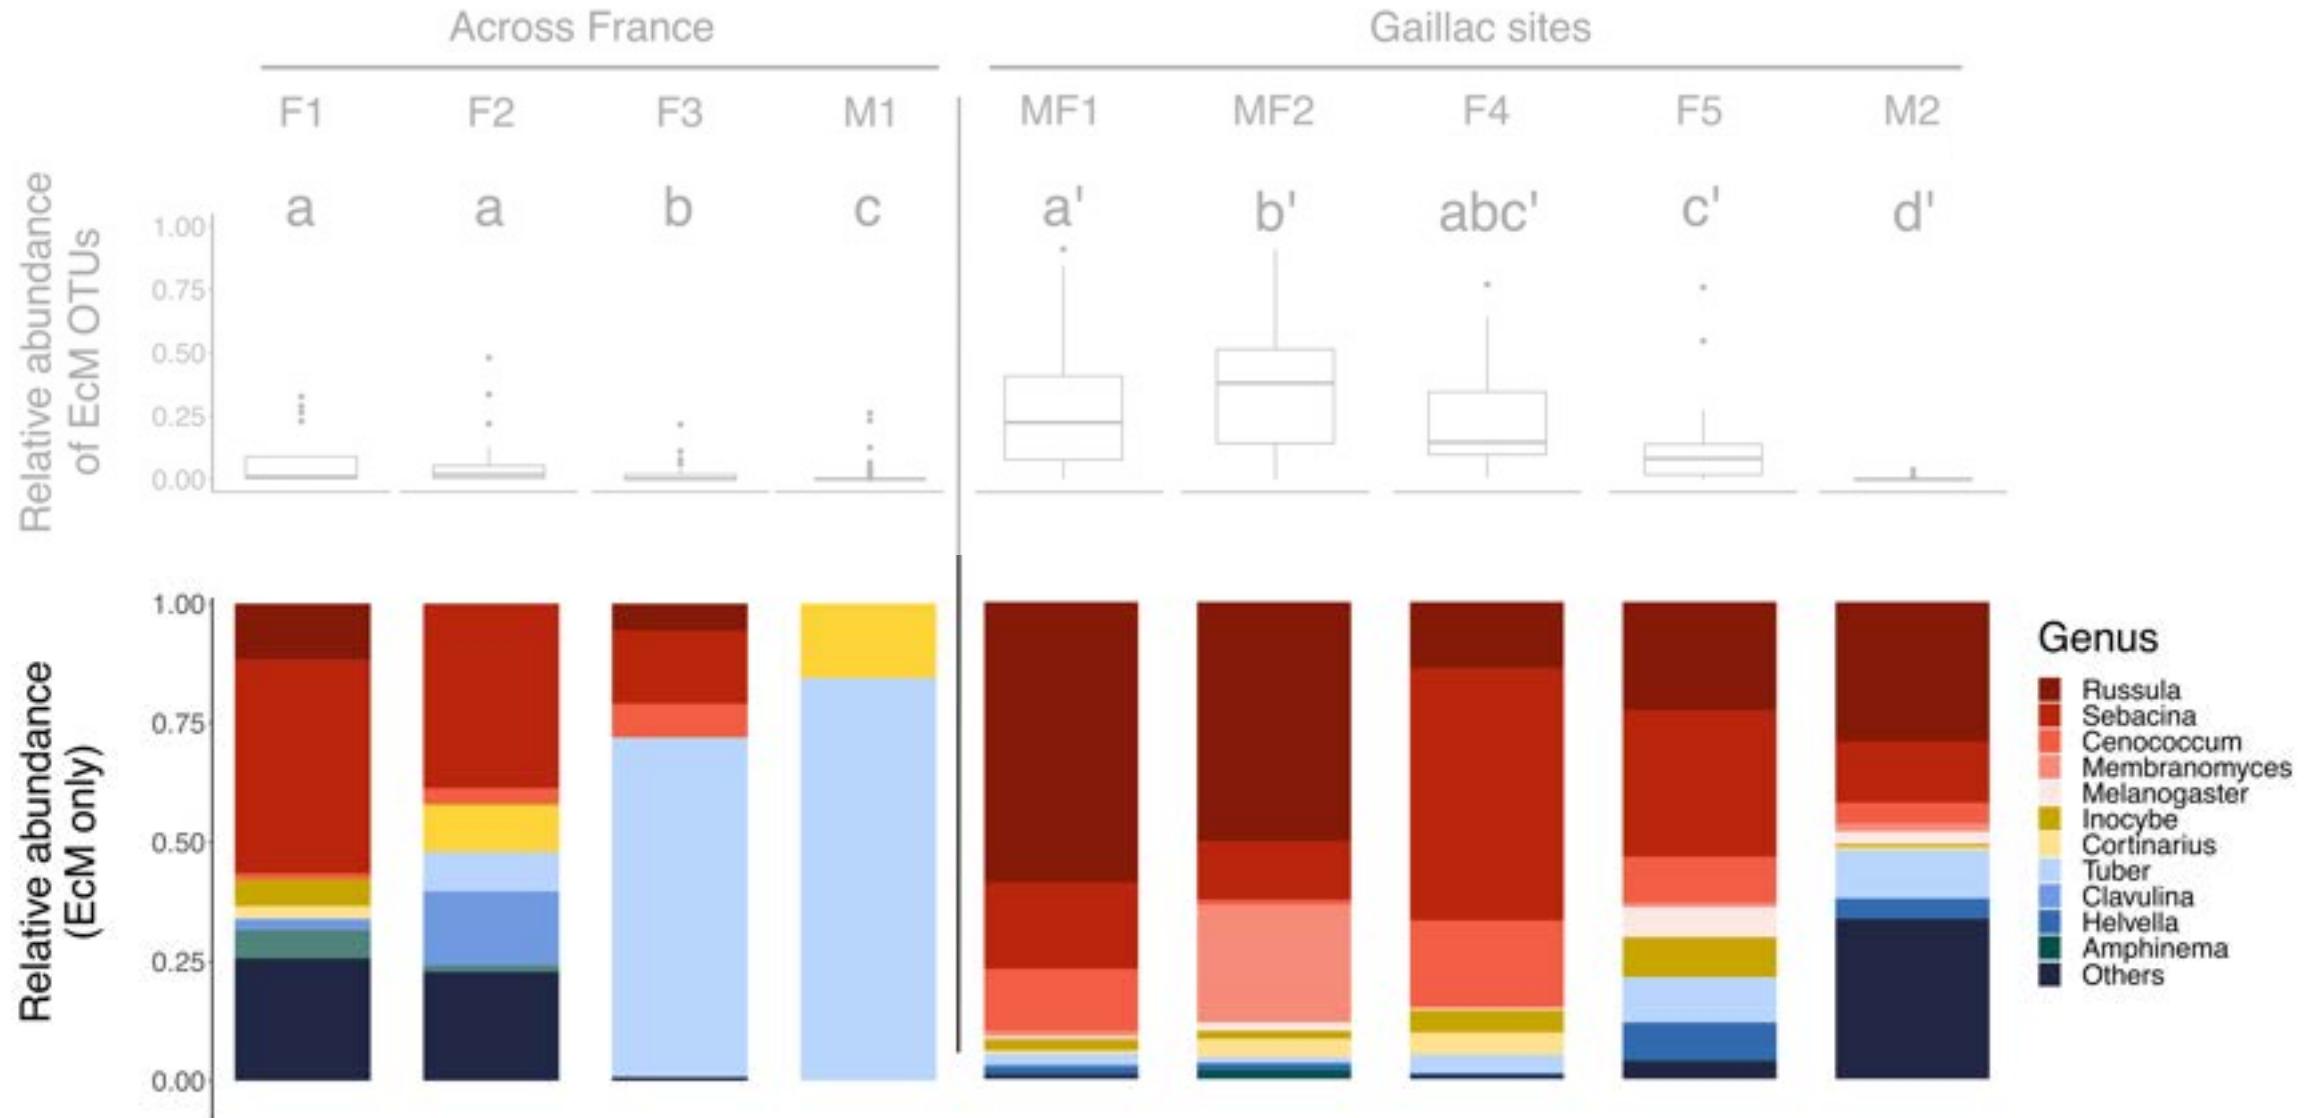 Across France
Gaillac sites
F1 F2 F3 M1 MF1 MF2 F4 F5 M2
a a b c a' b' abc' c' d'
Relative abundance
of EcM OTUs
1.00
0.75
0.50
0.25
0.00
Relative abundance
(EcM only)
1.00
0.75
0.50
0.25
0.00
Genus
Russula
Sebacina
Cenococcum
Membranomyces
Melanogaster
Inocybe
Cortinarius
Tuber
Clavulina
Helvella
Amphinema
Others